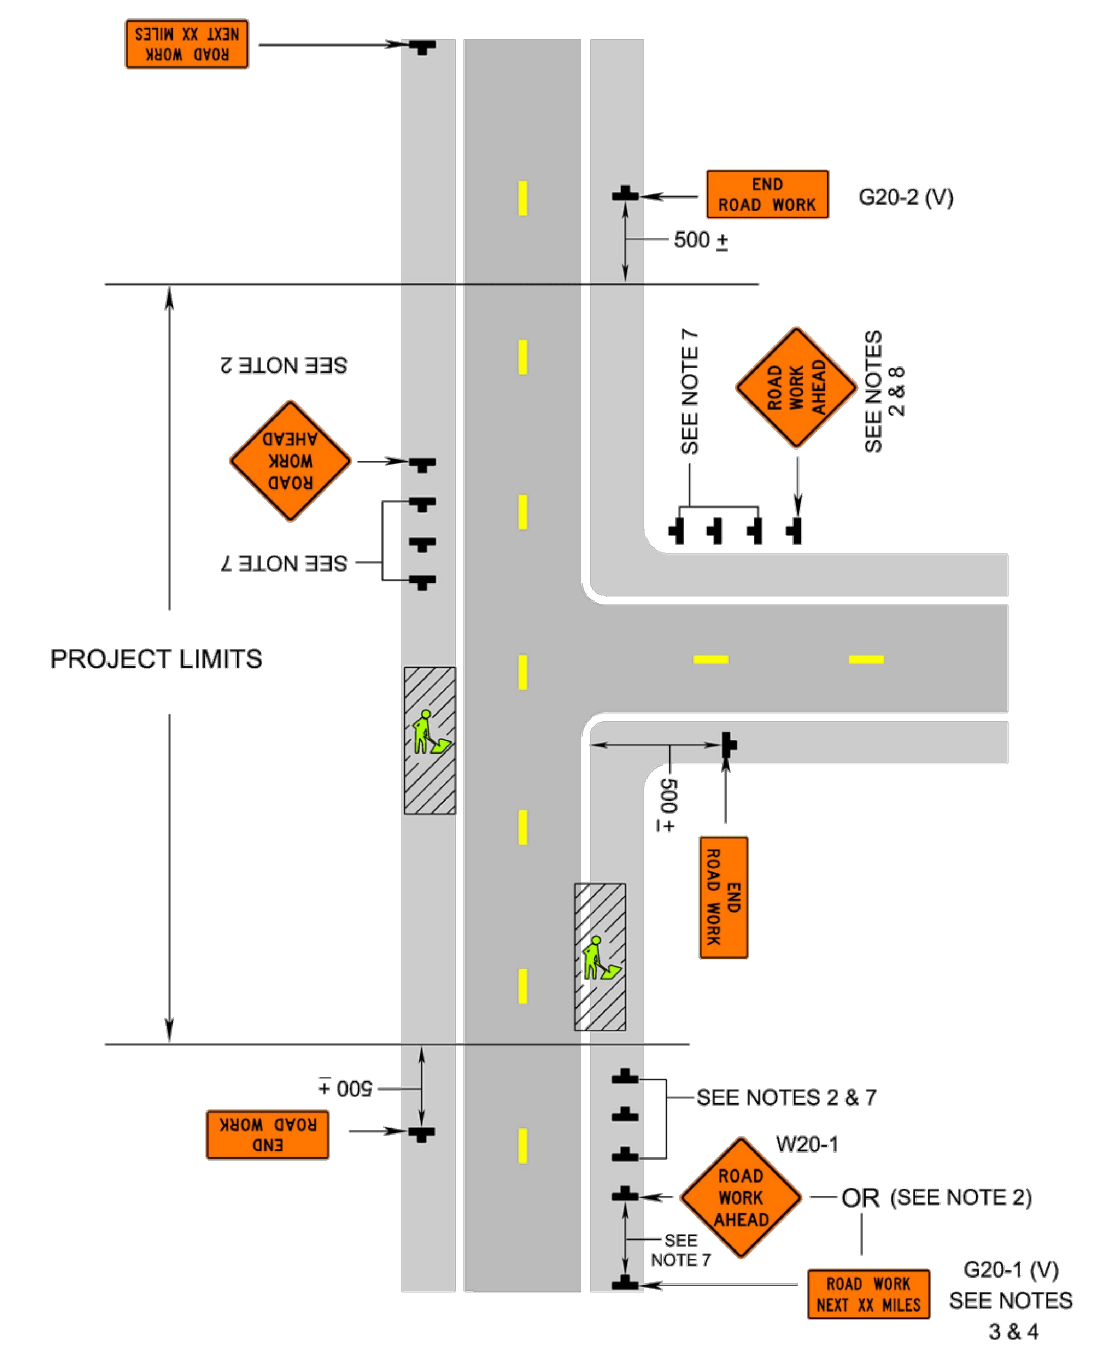 ROAD WORK
NEXT XX MILES
END
ROAD WORK
G20-2 (V)
500 ±
SEE NOTE 2
ROAD
WORK
AHEAD
SEE NOTE 7
SEE NOTE 7
ROAD
WORK
AHEAD
SEE NOTES
2 & 8
PROJECT LIMITS
500 ±
END
ROAD WORK
500 ±
END
ROAD WORK
SEE NOTES 2 & 7
W20-1
ROAD
WORK
AHEAD
OR (SEE NOTE 2)
SEE
NOTE 7
ROAD WORK
NEXT XX MILES
G20-1 (V)
SEE NOTES
3 & 4